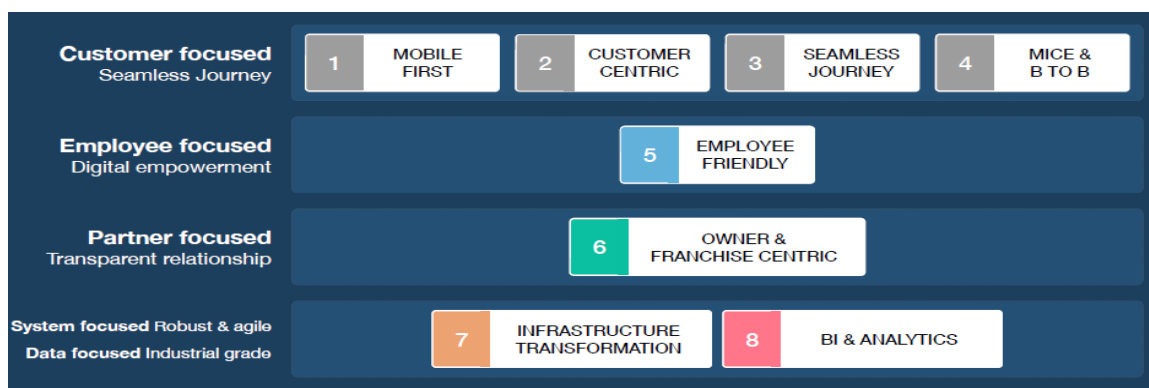 Customer focused
Seamless Journey
1 MOBILE
FIRST
2 CUSTOMER
CENTRIC
3 SEAMLESS
JOURNEY
4 MICE &
B TO B
Employee focused
Digital empowerment
5 EMPLOYEE
FRIENDLY
Partner focused
Transparent relationship
6 OWNER &
FRANCHISE CENTRIC
System focused Robust & agile
Data focused Industrial grade
7 INFRASTRUCTURE
TRANSFORMATION
8 BI & ANALYTICS